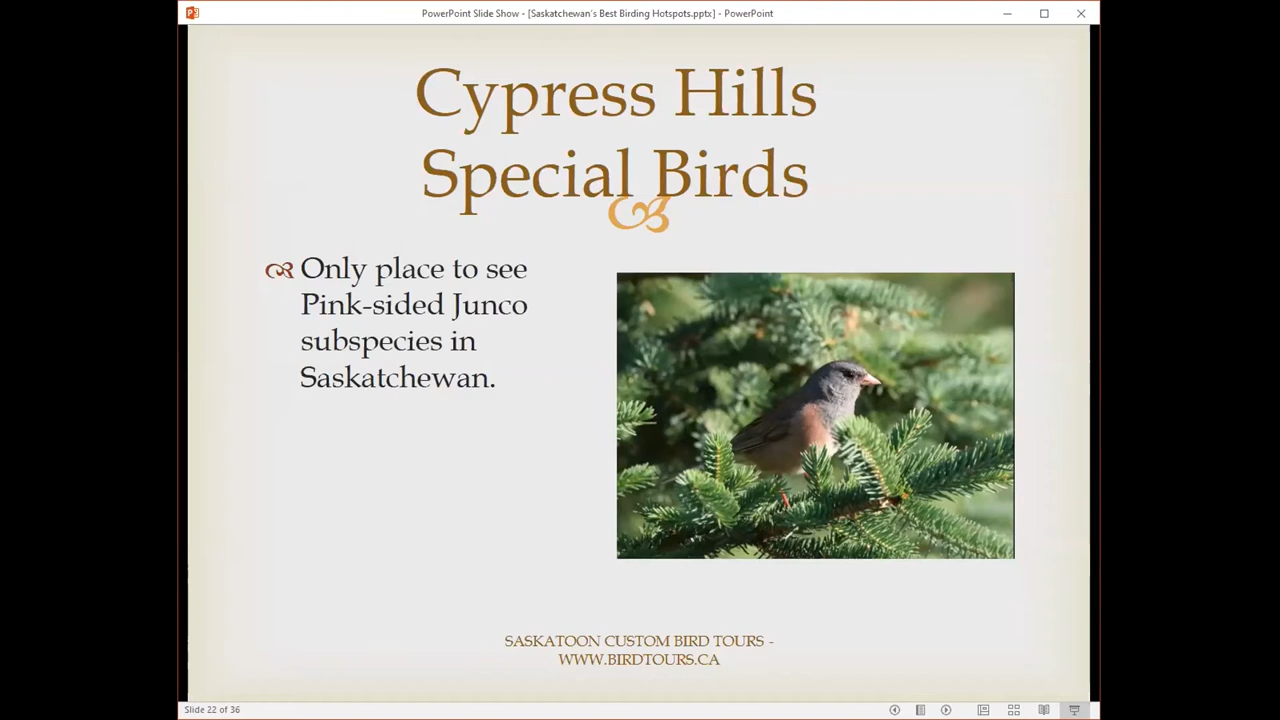 PowerPoint Slide Show - [Saskatchewan's Best Birding Hotspots.pptx] - PowerPoint
Cypress Hills
Special Birds
Only place to see
Pink-sided Junco
subspecies in
Saskatchewan.
SASKATOON CUSTOM BIRD TOURS -
WWW.BIRDTOURS.CA
Slide 22 of 36